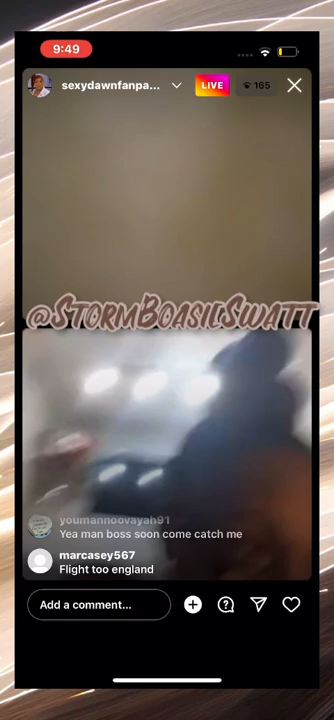 9:49
sexydawnfanpa...
LIVE
165
@StormBoasilSwatt
youmannoovayah91
Yea man boss soon come catch me
marcasey567
Flight too england
Add a comment...